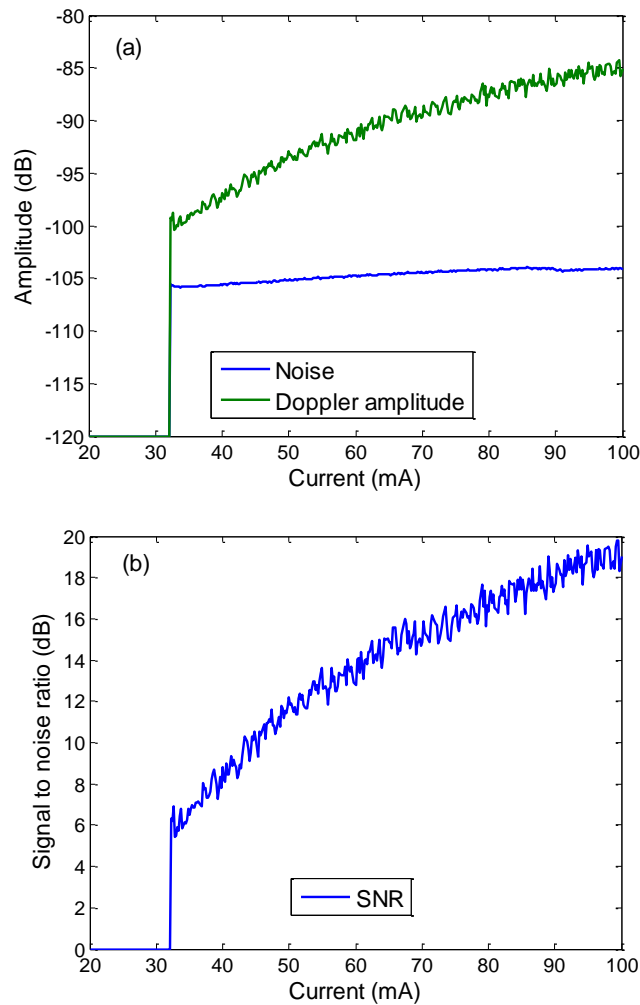 (a)
Amplitude (dB)
-80
-85
-90
-95
-100
-105
-110
-115
-120
Noise
Doppler amplitude
20 30 40 50 60 70 80 90 100
Current (mA)
(b)
Signal to noise ratio (dB)
20
18
16
14
12
10
8
6
4
2
0
SNR
20 30 40 50 60 70 80 90 100
Current (mA)